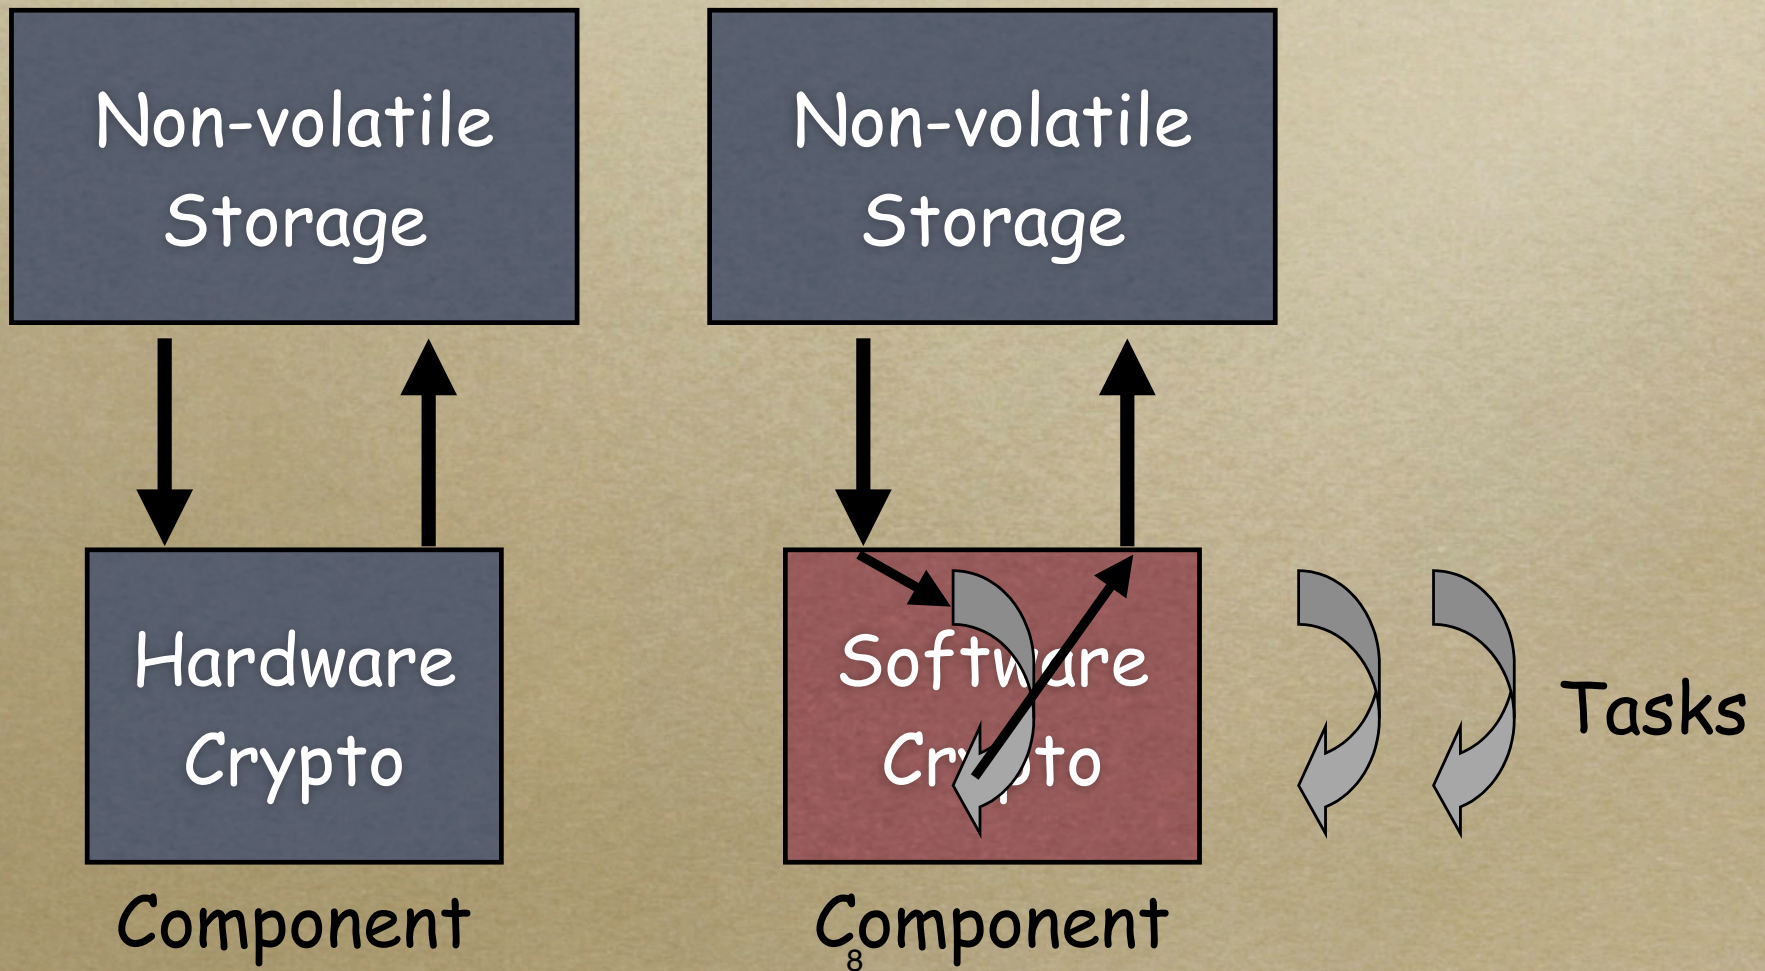 Non-volatile
Storage
Non-volatile
Storage
Hardware
Crypto
Software
Crypto
Tasks
Component
Component
8